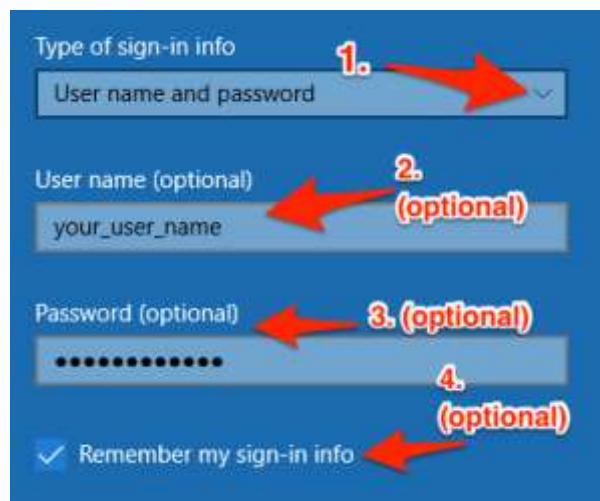 Type of sign-in info
1.
User name and password
User name (optional)
2.
(optional)
your_user_name
Password (optional)
3. (optional)
••••••••••••
4.
(optional)
Remember my sign-in info